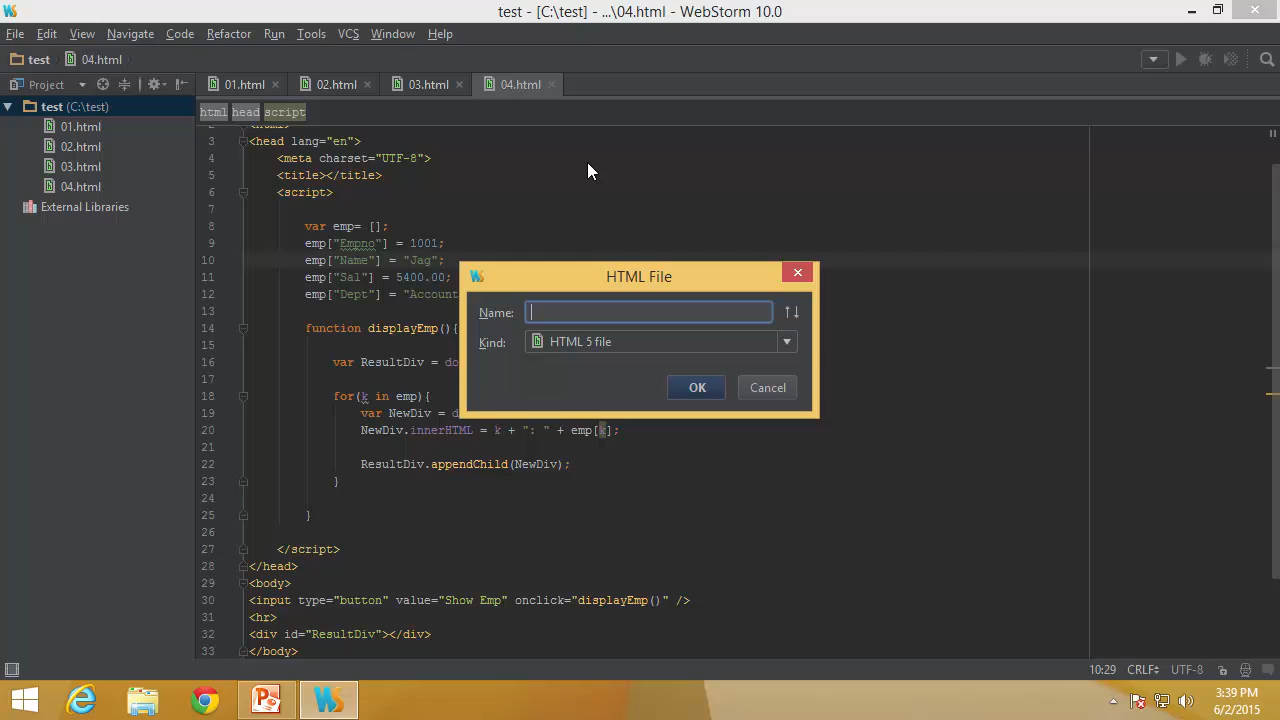 test - [C:\test] - ...\04.html - WebStorm 10.0
File Edit View Navigate Code Refactor Run Tools VCS Window Help
test 04.html
Project 01.html 02.html 03.html 04.html
test (C:\test)
01.html
02.html
03.html
04.html
External Libraries
html head script
3 <head lang="en">
4 <meta charset="UTF-8">
5 <title></title>
6 <script>
7
8 var emp= [];
9 emp["Empno"] = 1001;
10 emp["Name"] = "Jag";
11 emp["Sal"] = 5400.00;
12 emp["Dept"] = "Account
13
14 function displayEmp(){
15
16 var ResultDiv = do
17
18 for(k in emp){
19 var NewDiv = d
20 NewDiv.innerHTML = k + ": " + emp[k];
21
22 ResultDiv.appendChild(NewDiv);
23 }
24
25 }
26
27 </script>
28 </head>
29 <body>
30 <input type="button" value="Show Emp" onclick="displayEmp()" />
31 <hr>
32 <div id="ResultDiv"></div>
33 </body>
HTML File
Name:
Kind: HTML 5 file
OK Cancel
10:29 CRLF UTF-8
3:39 PM
6/2/2015